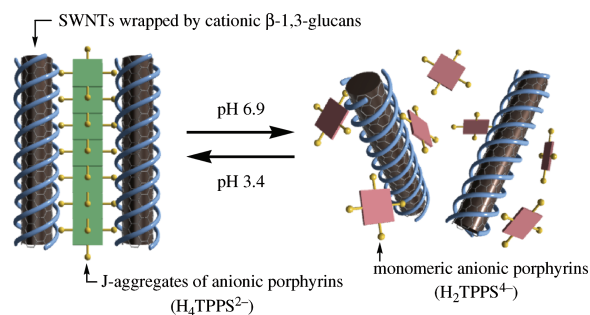 SWNTs wrapped by cationic β-1,3-glucans
pH 6.9
pH 3.4
J-aggregates of anionic porphyrins
(H₄TPPS²⁻)
monomeric anionic porphyrins
(H₂TPPS⁴⁻)